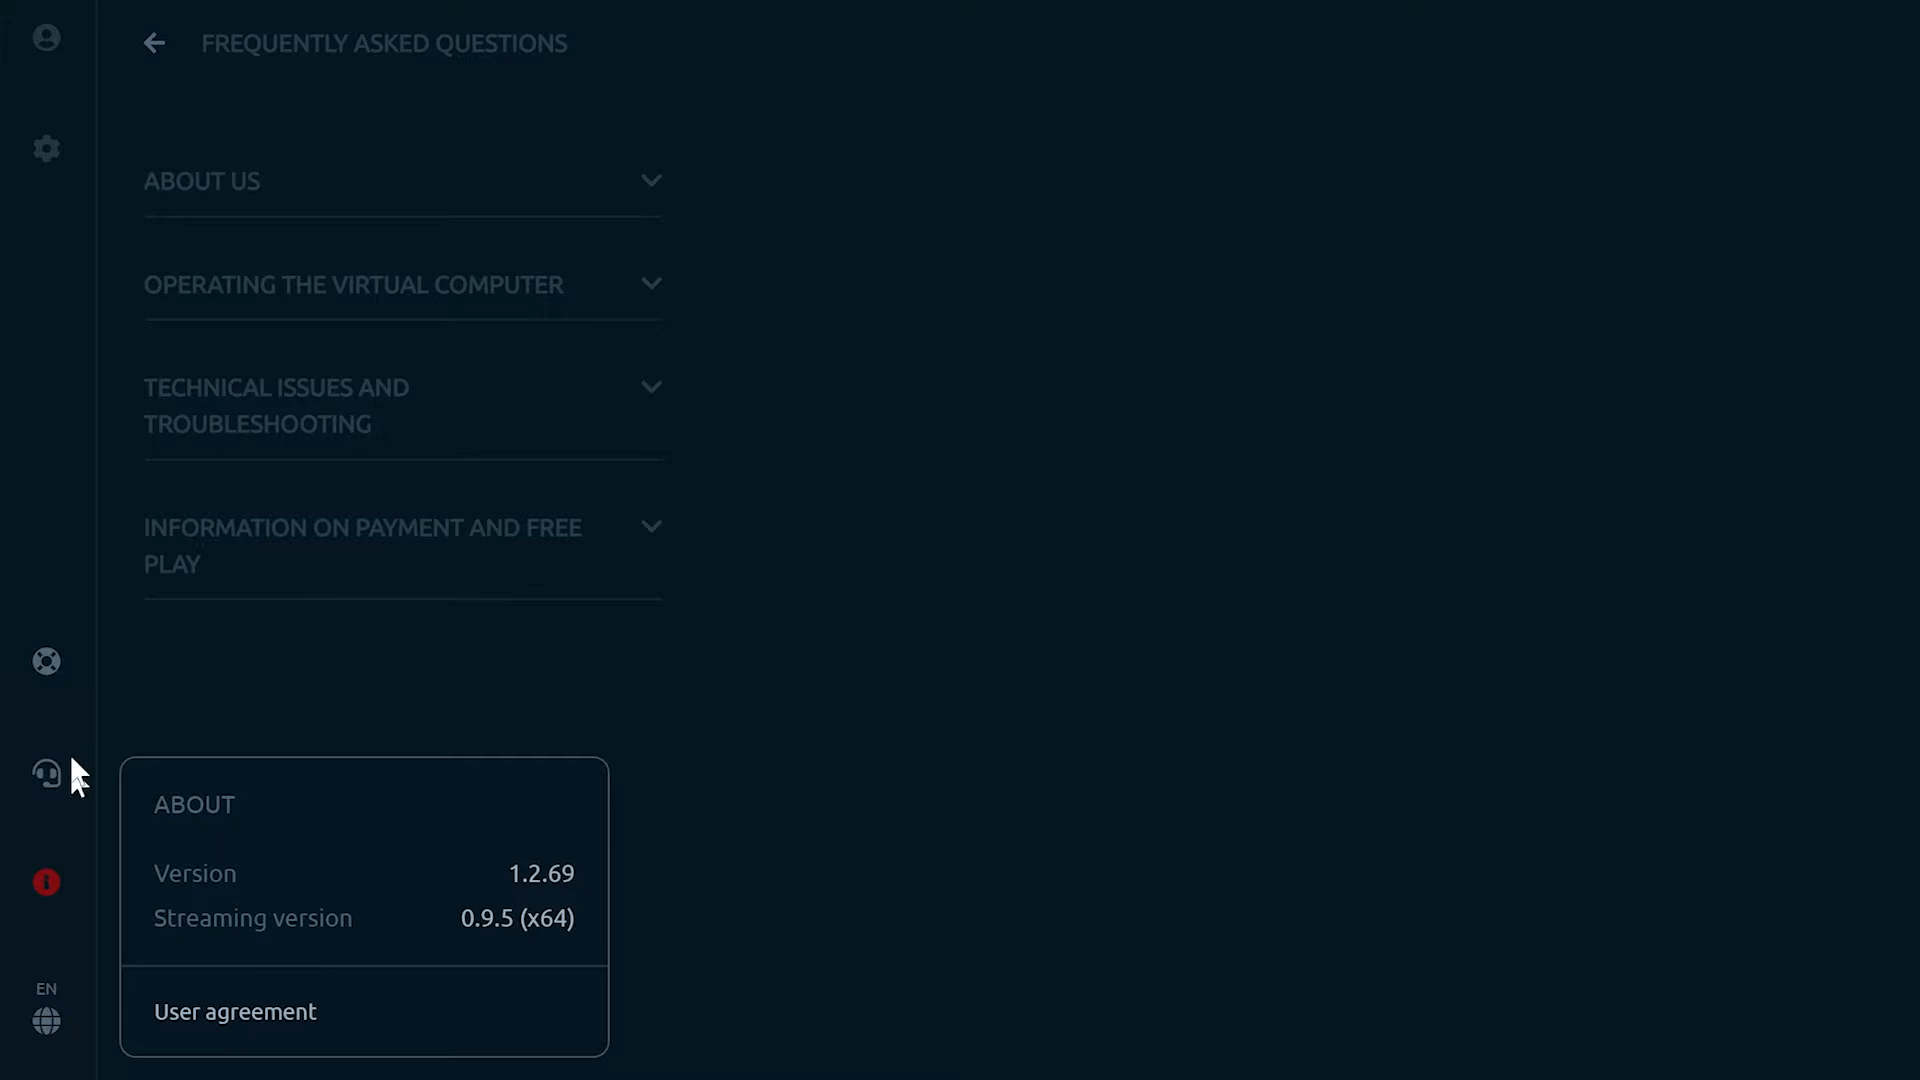 FREQUENTLY ASKED QUESTIONS
ABOUT US
OPERATING THE VIRTUAL COMPUTER
TECHNICAL ISSUES AND
TROUBLESHOOTING
INFORMATION ON PAYMENT AND FREE
PLAY
ABOUT
Version 1.2.69
Streaming version 0.9.5 (x64)
User agreement
EN